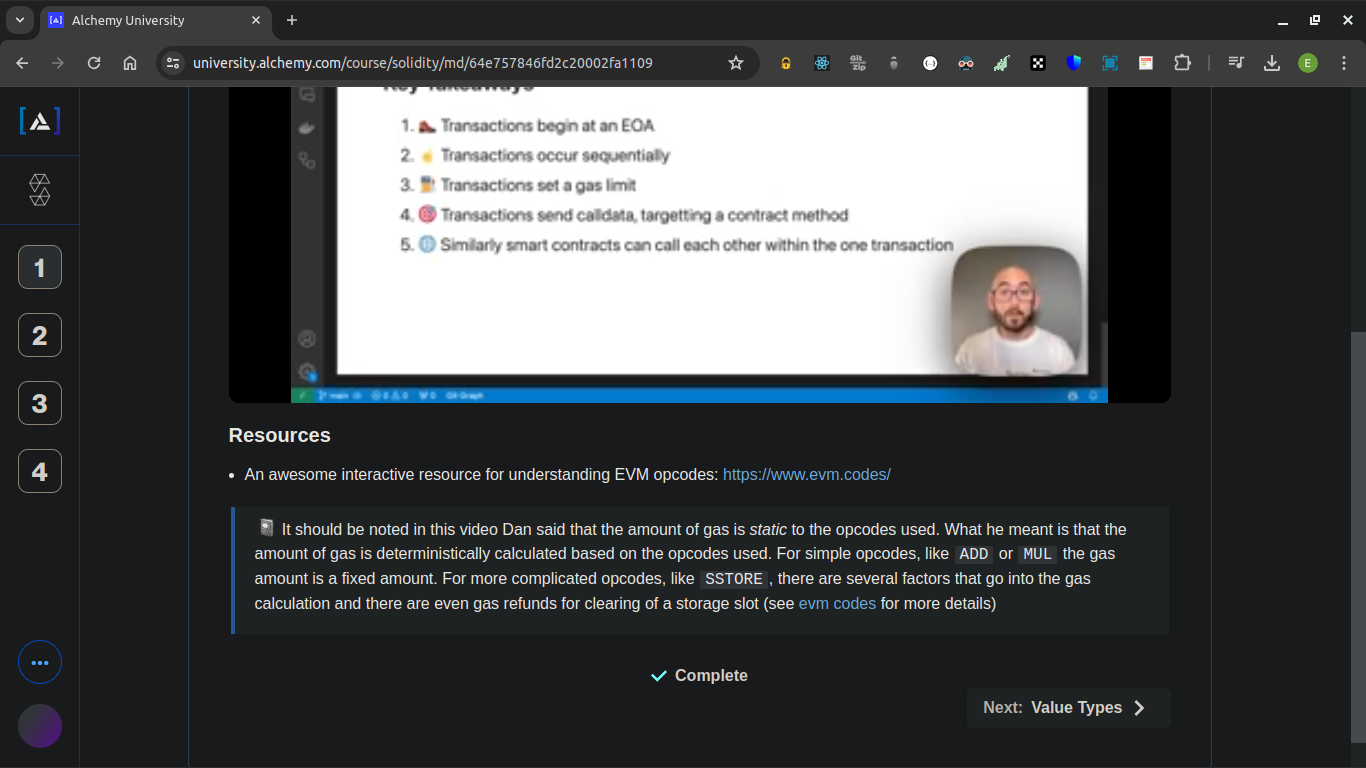 Alchemy University
university.alchemy.com/course/solidity/md/64e757846fd2c20002fa1109
Git
Zip
E
Key Takeaways
1. Transactions begin at an EOA
2. Transactions occur sequentially
3. Transactions set a gas limit
4. Transactions send calldata, targetting a contract method
5. Similarly smart contracts can call each other within the one transaction
main
Git Graph
1
2
3
4
Resources
• An awesome interactive resource for understanding EVM opcodes: https://www.evm.codes/
It should be noted in this video Dan said that the amount of gas is static to the opcodes used. What he meant is that the
amount of gas is deterministically calculated based on the opcodes used. For simple opcodes, like ADD or MUL the gas
amount is a fixed amount. For more complicated opcodes, like SSTORE, there are several factors that go into the gas
calculation and there are even gas refunds for clearing of a storage slot (see evm codes for more details)
Complete
Next: Value Types